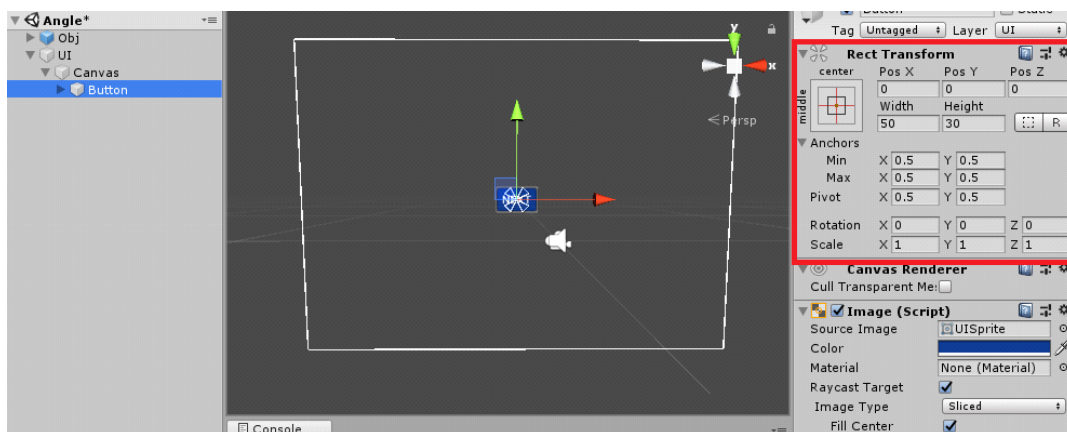 Angle*
Obj
UI
Canvas
Button
y
x
Persp
NEXT
Console
Button
Static
Tag Untagged Layer UI
Rect Transform
center Pos X Pos Y Pos Z
middle
0 0 0
Width Height
50 30 R
Anchors
Min X 0.5 Y 0.5
Max X 0.5 Y 0.5
Pivot X 0.5 Y 0.5
Rotation X 0 Y 0 Z 0
Scale X 1 Y 1 Z 1
Canvas Renderer
Cull Transparent Me
Image (Script)
Source Image UISprite
Color
Material None (Material)
Raycast Target
Image Type Sliced
Fill Center